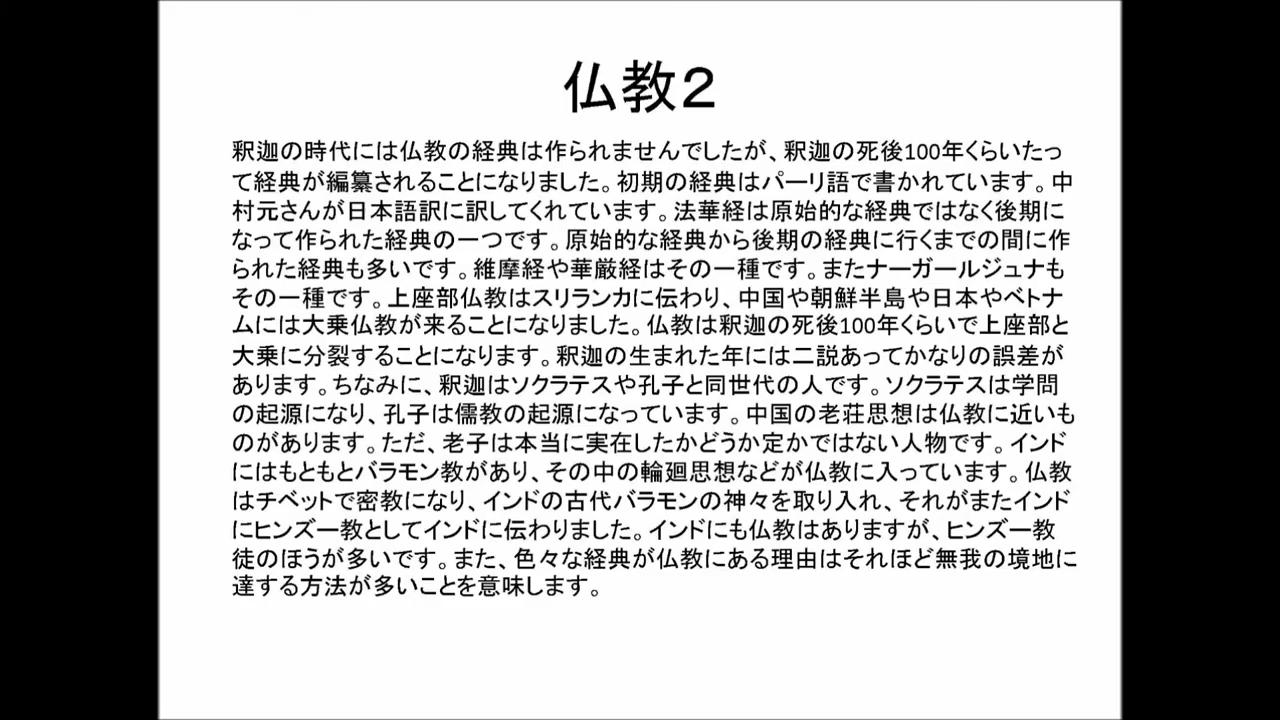 仏教２
釈迦の時代には仏教の経典は作られませんでしたが、釈迦の死後100年くらいたっ
て経典が編纂されることになりました。初期の経典はパーリ語で書かれています。中
村元さんが日本語訳に訳してくれています。法華経は原始的な経典ではなく後期に
なって作られた経典の一つです。原始的な経典から後期の経典に行くまでの間に作
られた経典も多いです。維摩経や華厳経はその一種です。またナーガールジュナも
その一種です。上座部仏教はスリランカに伝わり、中国や朝鮮半島や日本やベトナ
ムには大乗仏教が来ることになりました。仏教は釈迦の死後100年くらいで上座部と
大乗に分裂することになります。釈迦の生まれた年には二説あってかなりの誤差が
あります。ちなみに、釈迦はソクラテスや孔子と同世代の人です。ソクラテスは学問
の起源になり、孔子は儒教の起源になっています。中国の老荘思想は仏教に近いも
のがあります。ただ、老子は本当に実在したかどうか定かではない人物です。インド
にはもともとバラモン教があり、その中の輪廻思想などが仏教に入っています。仏教
はチベットで密教になり、インドの古代バラモンの神々を取り入れ、それがまたインド
にヒンズー教としてインドに伝わりました。インドにも仏教はありますが、ヒンズー教
徒のほうが多いです。また、色々な経典が仏教にある理由はそれほど無我の境地に
達する方法が多いことを意味します。